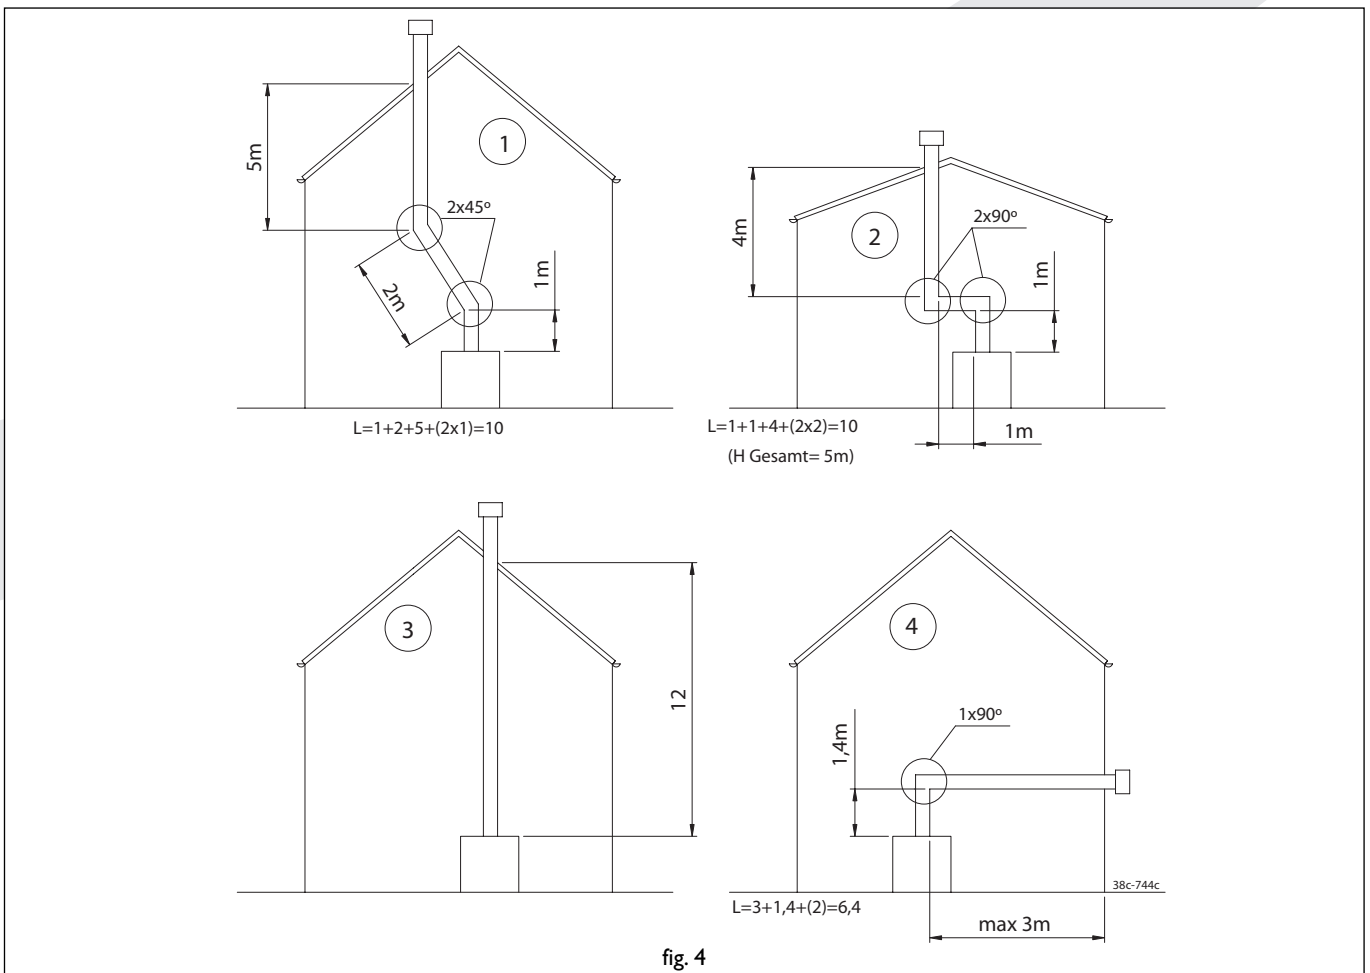 1
5m
2x45º
2m
1m
L=1+2+5+(2x1)=10
2
4m
2x90º
1m
L=1+1+4+(2x2)=10
1m
(H Gesamt= 5m)
3
12
4
1x90º
1,4m
38c-744c
L=3+1,4+(2)=6,4
max 3m
fig. 4